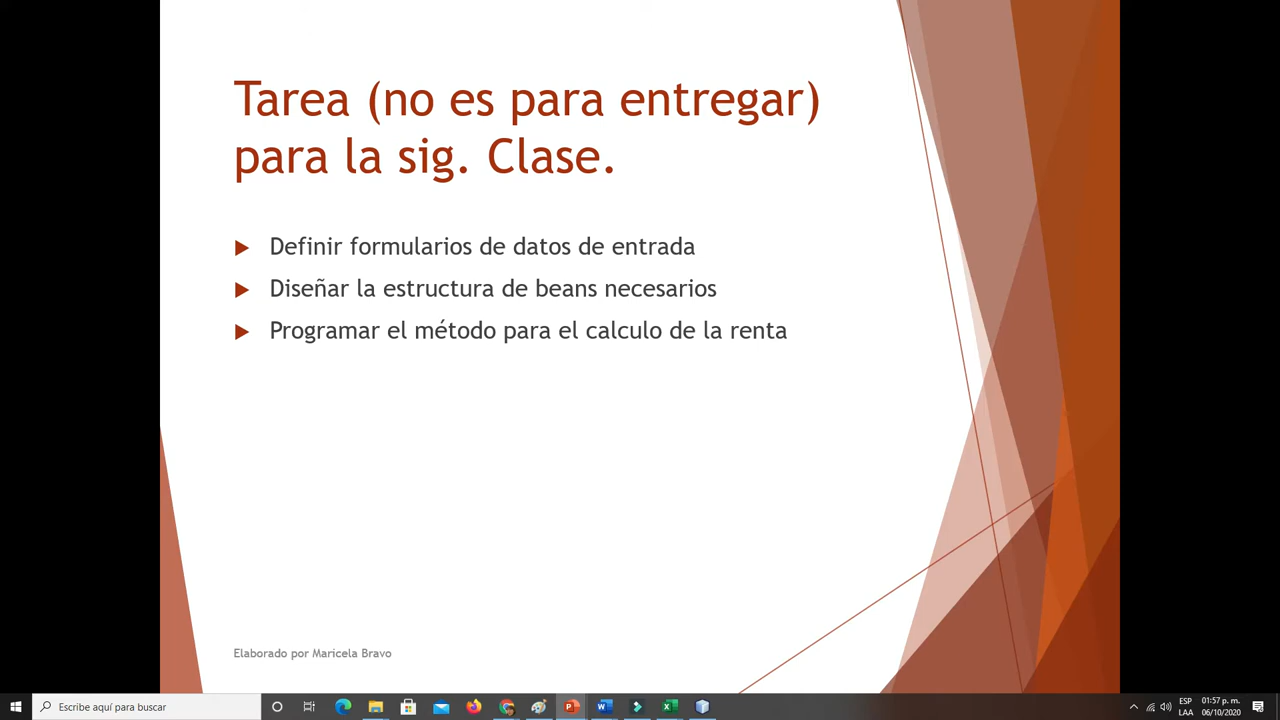 Tarea (no es para entregar)
para la sig. Clase.
Definir formularios de datos de entrada
Diseñar la estructura de beans necesarios
Programar el método para el calculo de la renta
Elaborado por Maricela Bravo
Escribe aquí para buscar
ESP
LAA
01:57 p. m.
06/10/2020